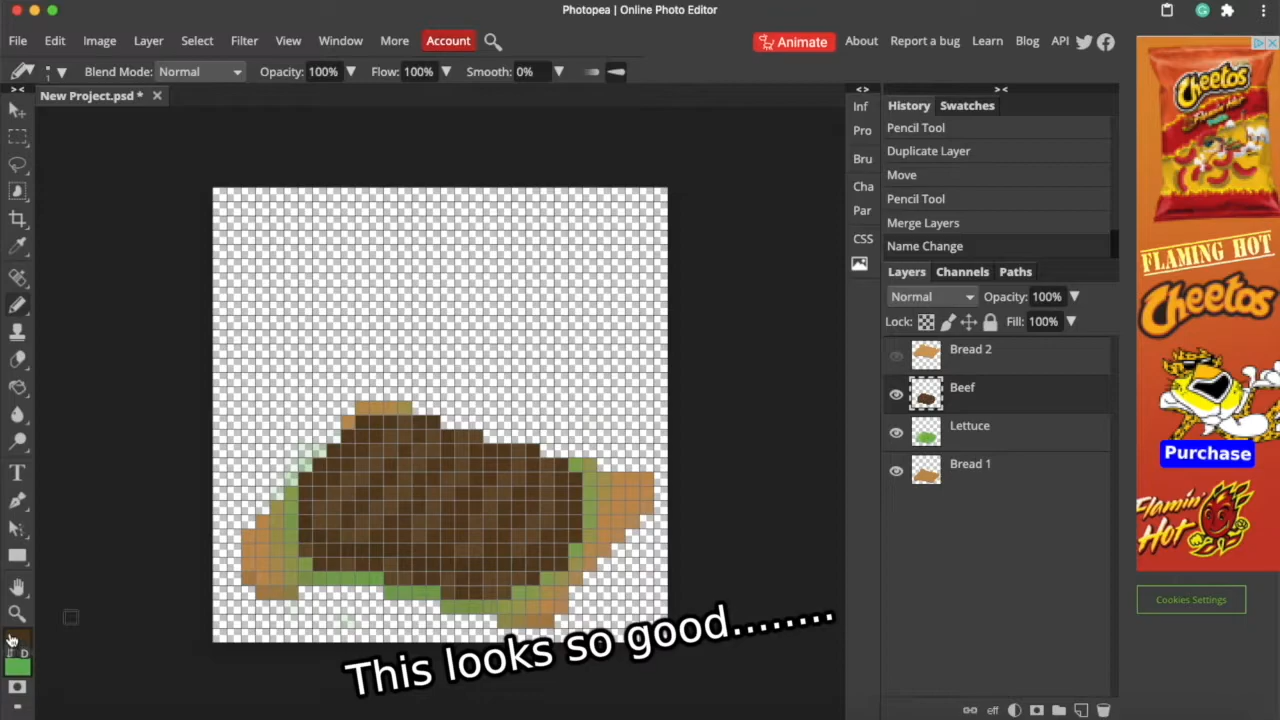 Photopea | Online Photo Editor
File Edit Image Layer Select Filter View Window More Account
Animate About Report a bug Learn Blog API
1 Blend Mode: Normal Opacity: 100% Flow: 100% Smooth: 0%
New Project.psd *
Inf
Pro
Bru
Cha
Par
CSS
History Swatches
Pencil Tool
Duplicate Layer
Move
Pencil Tool
Merge Layers
Name Change
Layers Channels Paths
Normal Opacity: 100%
Lock: Fill: 100%
Bread 2
Beef
Lettuce
Bread 1
eff
D
This looks so good........
Cheetos
FLAMING HOT
Cheetos
Purchase
Flamin'
Hot
Cookies Settings